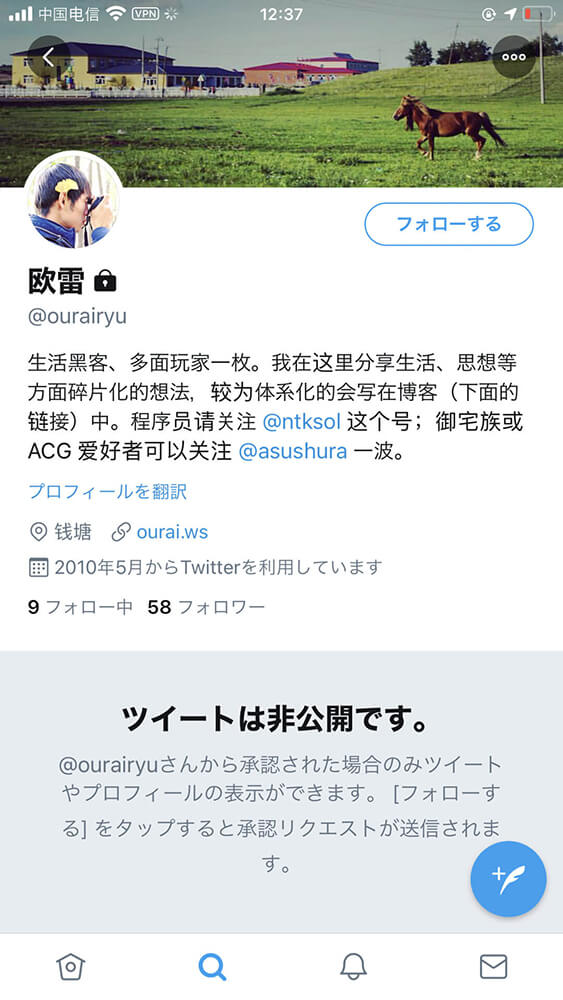 中国电信 VPN 12:37
フォローする
欧雷
@ourairyu
生活黑客、多面玩家一枚。我在这里分享生活、思想等
方面碎片化的想法，较为体系化的会写在博客（下面的
链接）中。程序员请关注 @ntksol 这个号；御宅族或
ACG 爱好者可以关注 @asushura 一波。
プロフィールを翻訳
钱塘 ourai.ws
2010年5月からTwitterを利用しています
9 フォロー中 58 フォロワー
ツイートは非公開です。
@ourairyuさんから承認された場合のみツイート
やプロフィールの表示ができます。 [フォローす
る] をタップすると承認リクエストが送信されま
す。